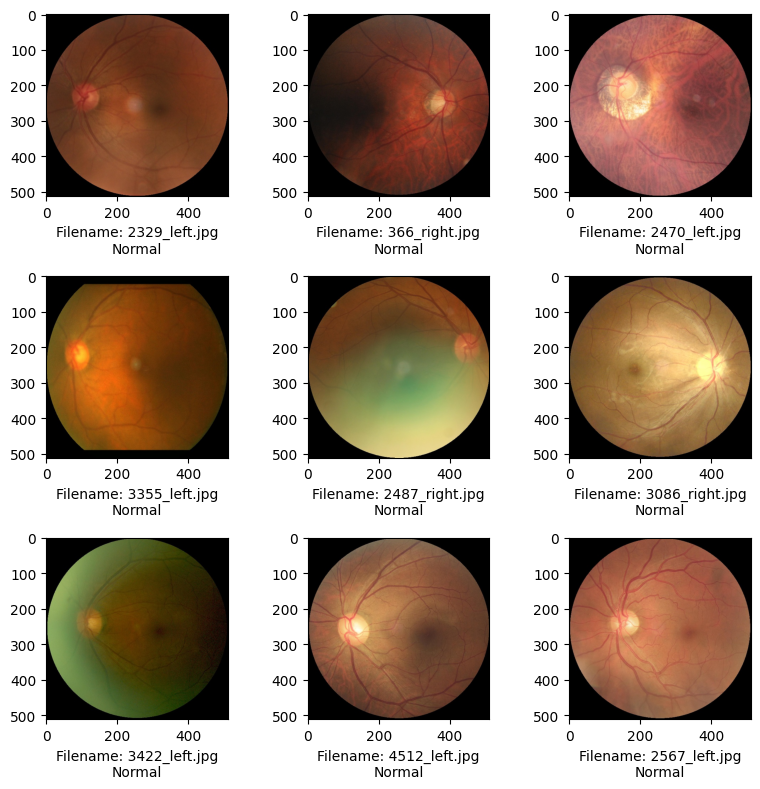 0
100
200
300
400
500
0 200 400
Filename: 2329_left.jpg
Normal
0
100
200
300
400
500
0 200 400
Filename: 366_right.jpg
Normal
0
100
200
300
400
500
0 200 400
Filename: 2470_left.jpg
Normal
0
100
200
300
400
500
0 200 400
Filename: 3355_left.jpg
Normal
0
100
200
300
400
500
0 200 400
Filename: 2487_right.jpg
Normal
0
100
200
300
400
500
0 200 400
Filename: 3086_right.jpg
Normal
0
100
200
300
400
500
0 200 400
Filename: 3422_left.jpg
Normal
0
100
200
300
400
500
0 200 400
Filename: 4512_left.jpg
Normal
0
100
200
300
400
500
0 200 400
Filename: 2567_left.jpg
Normal